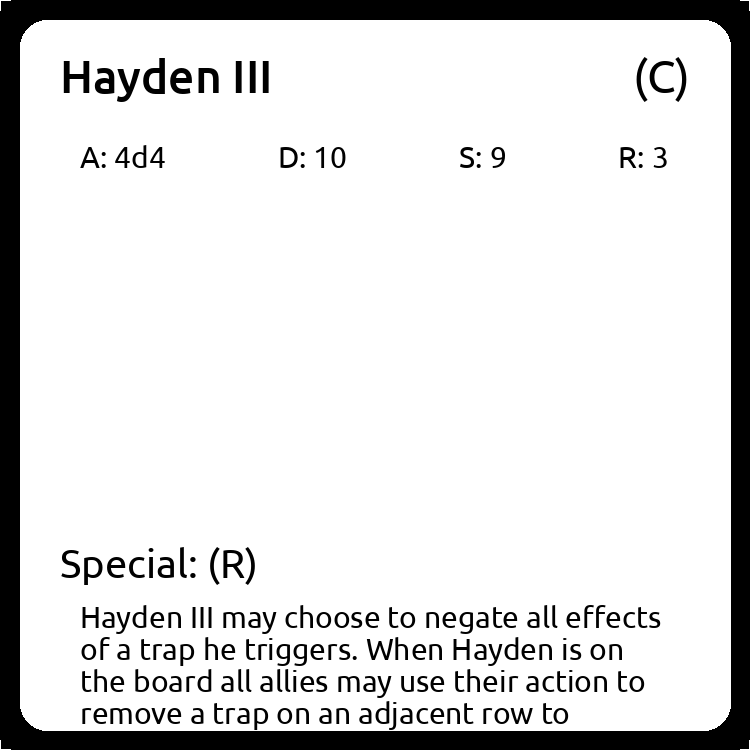 Hayden III (C)
A: 4d4 D: 10 S: 9 R: 3
Special: (R)
Hayden III may choose to negate all effects
of a trap he triggers. When Hayden is on
the board all allies may use their action to
remove a trap on an adjacent row to